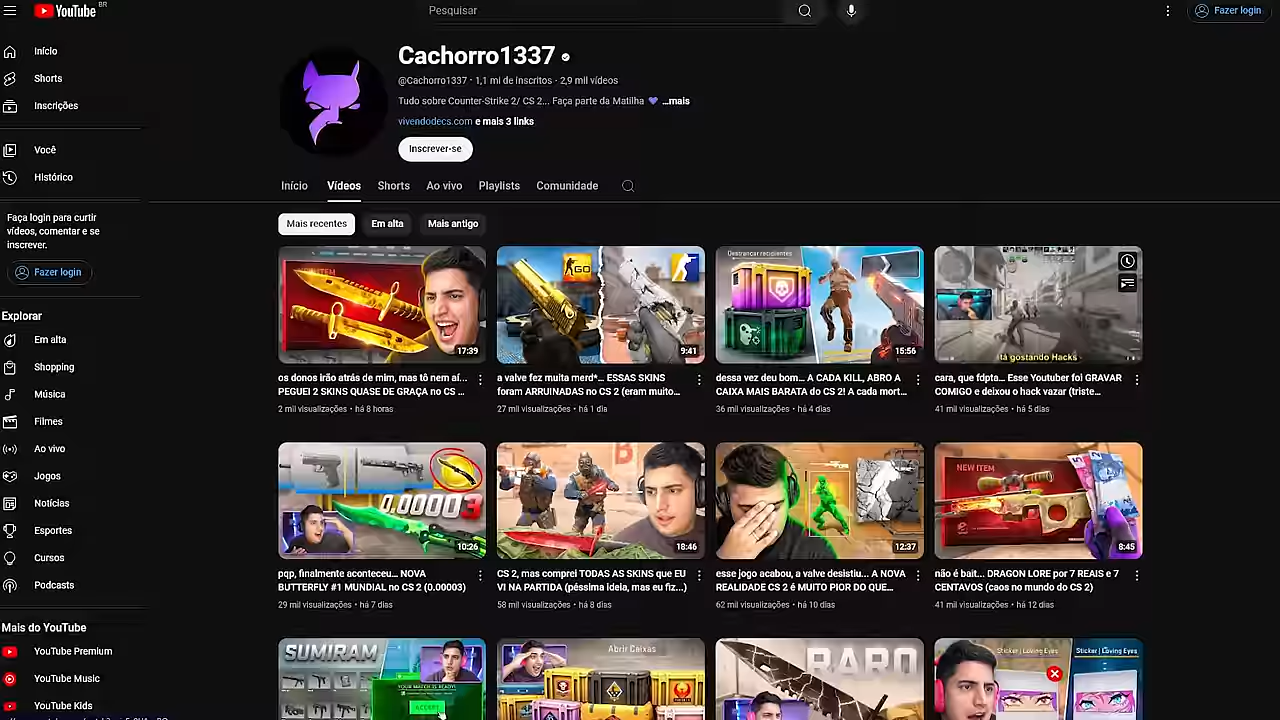 YouTube BR
Pesquisar
Fazer login
Início
Shorts
Inscrições
Você
Histórico
Faça login para curtir
vídeos, comentar e se
inscrever.
Fazer login
Explorar
Em alta
Shopping
Música
Filmes
Ao vivo
Jogos
Notícias
Esportes
Cursos
Podcasts
Mais do YouTube
YouTube Premium
YouTube Music
YouTube Kids
Cachorro1337
@Cachorro1337 • 1,1 mi de inscritos • 2,9 mil vídeos
Tudo sobre Counter-Strike 2/ CS 2... Faça parte da Matilha 💜 ...mais
vivendodecs.com e mais 3 links
Inscrever-se
Início Vídeos Shorts Ao vivo Playlists Comunidade
Mais recentes Em alta Mais antigo
17:39
os donos irão atrás de mim, mas tô nem aí...
PEGUEI 2 SKINS QUASE DE GRAÇA no CS ...
2 mil visualizações • há 8 horas
GO
9:41
a valve fez muita merd*... ESSAS SKINS
foram ARRUINADAS no CS 2 (eram muito...
27 mil visualizações • há 1 dia
Destrancar recipientes
15:56
dessa vez deu bom... A CADA KILL, ABRO A
CAIXA MAIS BARATA do CS 2! A cada mort...
36 mil visualizações • há 4 dias
tá gostando Hacks
cara, que fdpta... Esse Youtuber foi GRAVAR
COMIGO e deixou o hack vazar (triste...
41 mil visualizações • há 5 dias
0.00003
10:26
pqp, finalmente aconteceu... NOVA
BUTTERFLY #1 MUNDIAL no CS 2 (0.00003)
29 mil visualizações • há 7 dias
B
18:46
CS 2, mas comprei TODAS AS SKINS que EU
VI NA PARTIDA (péssima ideia, mas eu fiz...)
58 mil visualizações • há 8 dias
12:37
esse jogo acabou, a valve desistiu... A NOVA
REALIDADE CS 2 é MUITO PIOR DO QUE...
62 mil visualizações • há 10 dias
NEW ITEM
8:45
não é bait... DRAGON LORE por 7 REAIS e 7
CENTAVOS (caos no mundo do CS 2)
41 mil visualizações • há 12 dias
SUMIRAM
YOUR MATCH IS READY!
ACCEPT
Abrir Caixas
RARO
Sticker | Loving Eyes
Sticker | Loving Eyes